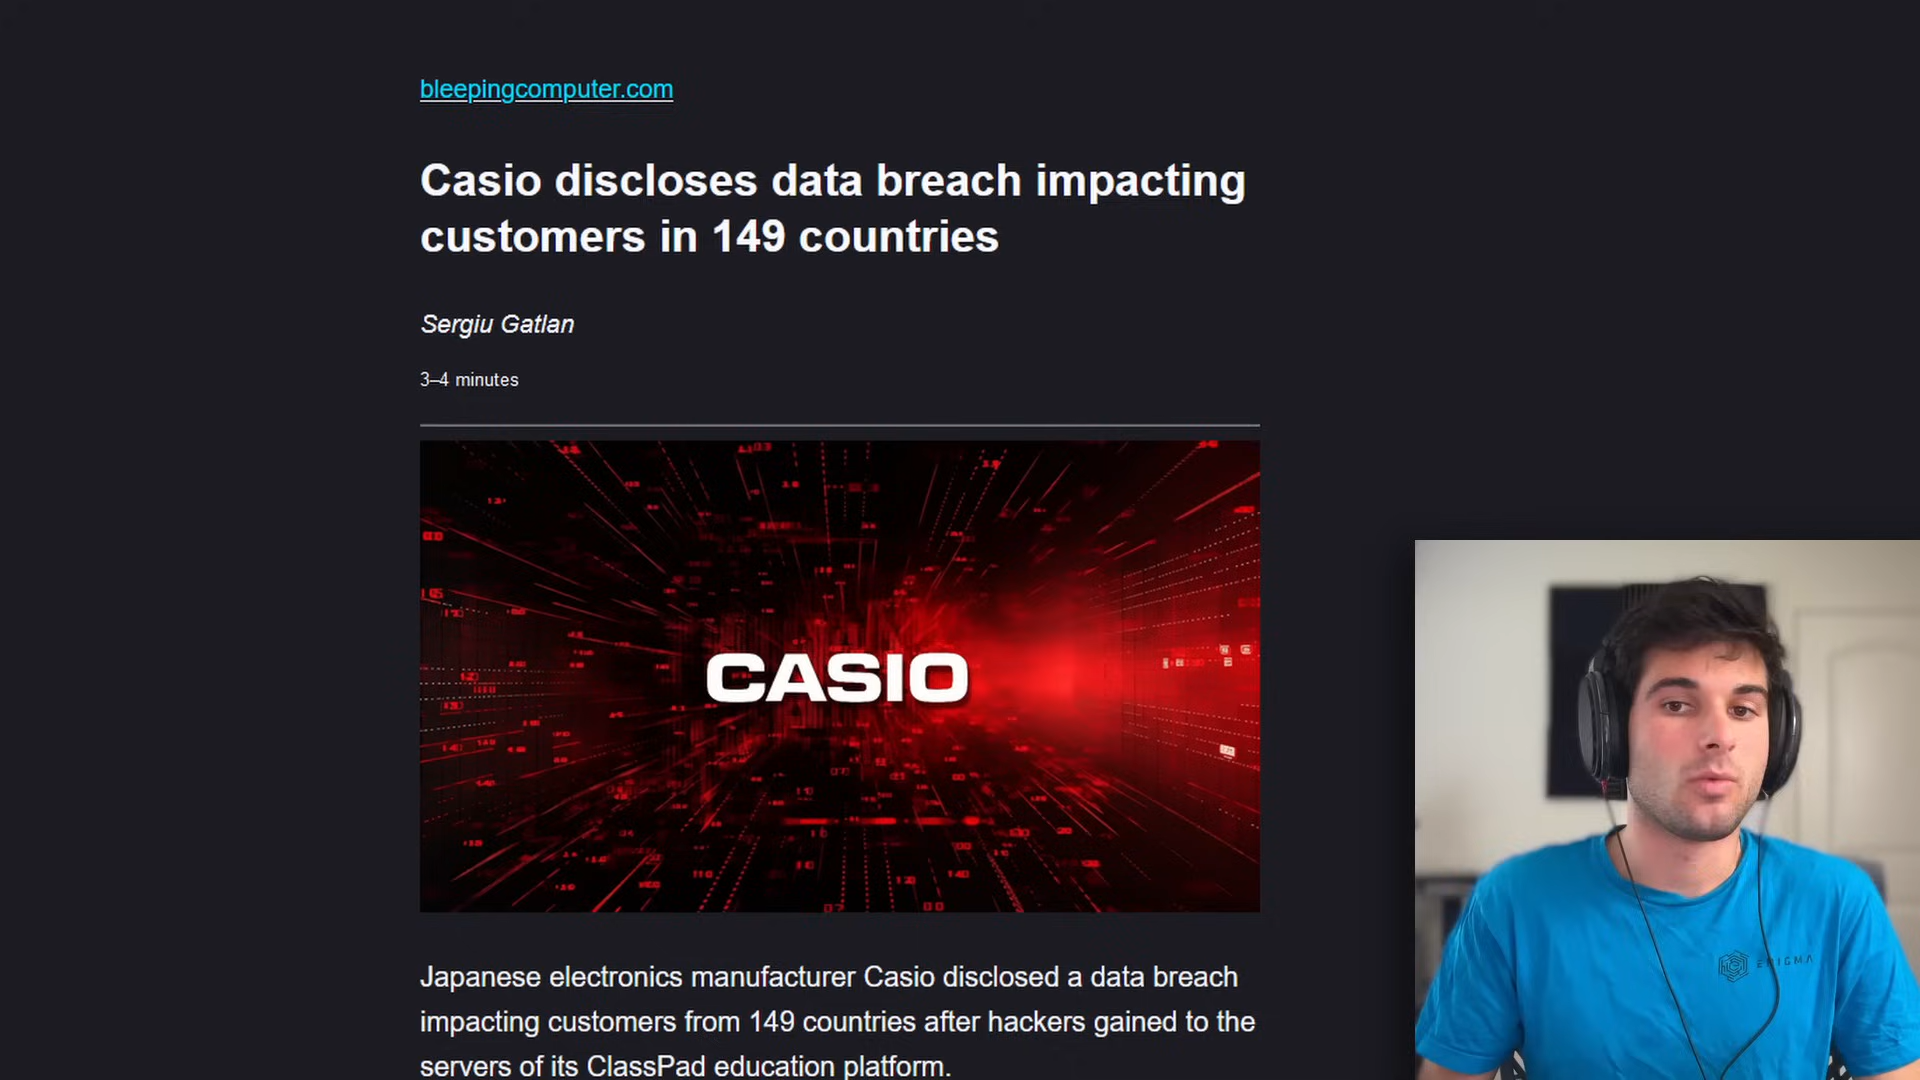 bleepingcomputer.com
Casio discloses data breach impacting
customers in 149 countries
Sergiu Gatlan
3–4 minutes
CASIO
Japanese electronics manufacturer Casio disclosed a data breach
impacting customers from 149 countries after hackers gained to the
servers of its ClassPad education platform.
ENIGMA